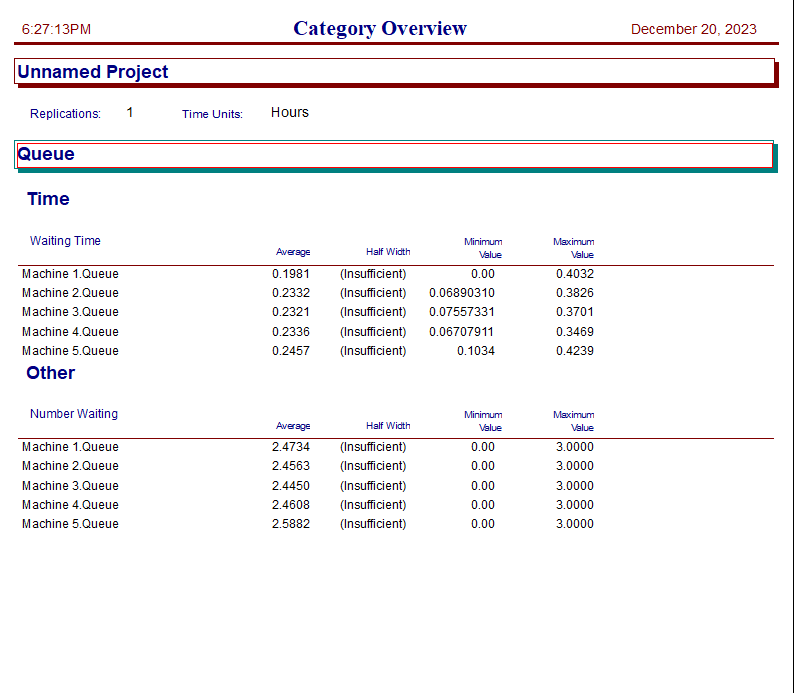 6:27:13PM Category Overview December 20, 2023
Unnamed Project
Replications: 1 Time Units: Hours
Queue
Time
Waiting Time Average Half Width Minimum Value Maximum Value
Machine 1.Queue 0.1981 (Insufficient) 0.00 0.4032
Machine 2.Queue 0.2332 (Insufficient) 0.06890310 0.3826
Machine 3.Queue 0.2321 (Insufficient) 0.07557331 0.3701
Machine 4.Queue 0.2336 (Insufficient) 0.06707911 0.3469
Machine 5.Queue 0.2457 (Insufficient) 0.1034 0.4239
Other
Number Waiting Average Half Width Minimum Value Maximum Value
Machine 1.Queue 2.4734 (Insufficient) 0.00 3.0000
Machine 2.Queue 2.4563 (Insufficient) 0.00 3.0000
Machine 3.Queue 2.4450 (Insufficient) 0.00 3.0000
Machine 4.Queue 2.4608 (Insufficient) 0.00 3.0000
Machine 5.Queue 2.5882 (Insufficient) 0.00 3.0000